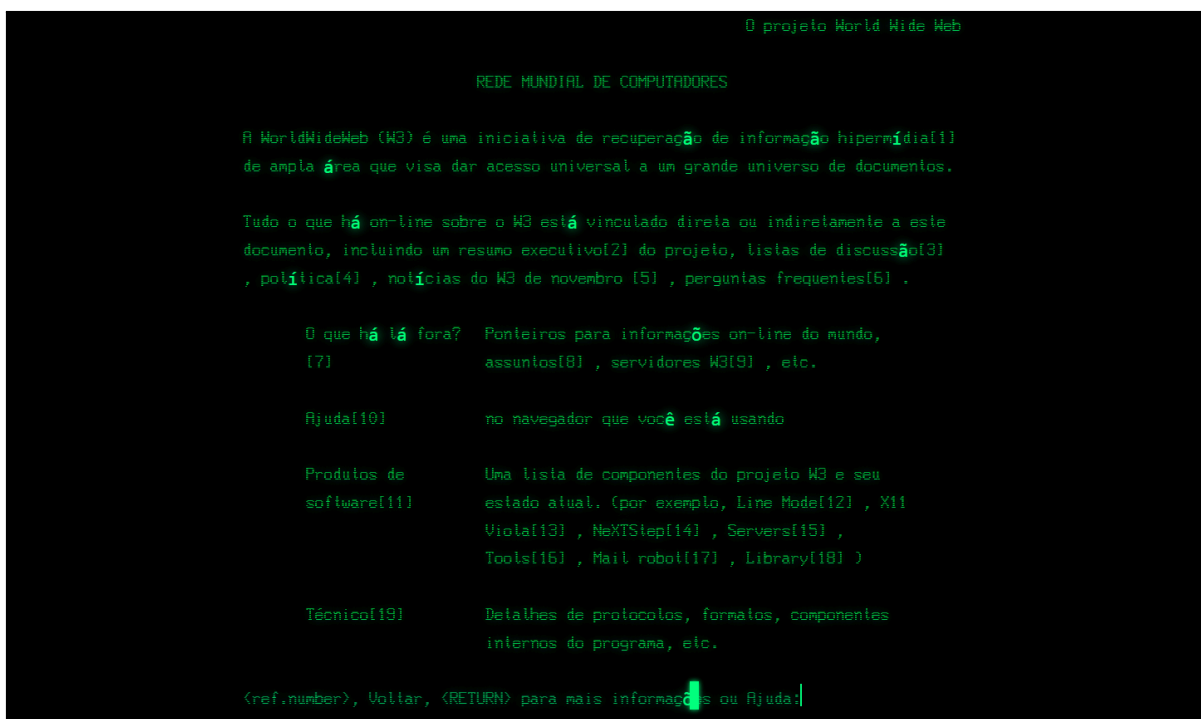 O projeto World Wide Web
REDE MUNDIAL DE COMPUTADORES
A WorldWideWeb (W3) é uma iniciativa de recuperação de informação hipermídia[1]
de ampla área que visa dar acesso universal a um grande universo de documentos.
Tudo o que há on-line sobre o W3 está vinculado direta ou indiretamente a este
documento, incluindo um resumo executivo[2] do projeto, listas de discussão[3]
, política[4] , notícias do W3 de novembro [5] , perguntas frequentes[6] .
O que há lá fora? Ponteiros para informações on-line do mundo,
[7] assuntos[8] , servidores W3[9] , etc.
Ajuda[10] no navegador que você está usando
Produtos de Uma lista de componentes do projeto W3 e seu
software[11] estado atual. (por exemplo, Line Mode[12] , X11
Viola[13] , NeXTStep[14] , Servers[15] ,
Tools[16] , Mail robot[17] , Library[18] )
Técnico[19] Detalhes de protocolos, formatos, componentes
internos do programa, etc.
<ref.number>, Voltar, <RETURN> para mais informações ou Ajuda: